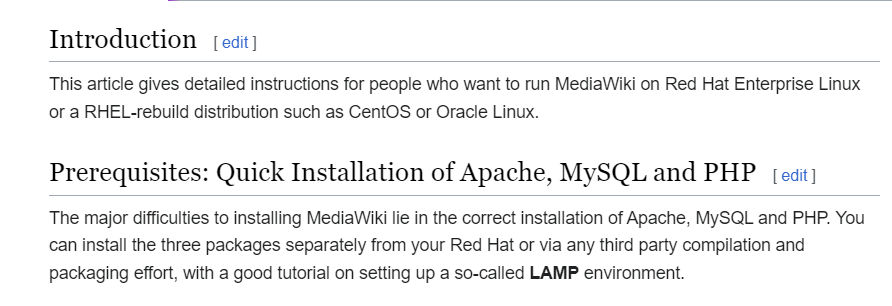 Introduction [ edit ]
This article gives detailed instructions for people who want to run MediaWiki on Red Hat Enterprise Linux
or a RHEL-rebuild distribution such as CentOS or Oracle Linux.
Prerequisites: Quick Installation of Apache, MySQL and PHP [ edit ]
The major difficulties to installing MediaWiki lie in the correct installation of Apache, MySQL and PHP. You
can install the three packages separately from your Red Hat or via any third party compilation and
packaging effort, with a good tutorial on setting up a so-called LAMP environment.